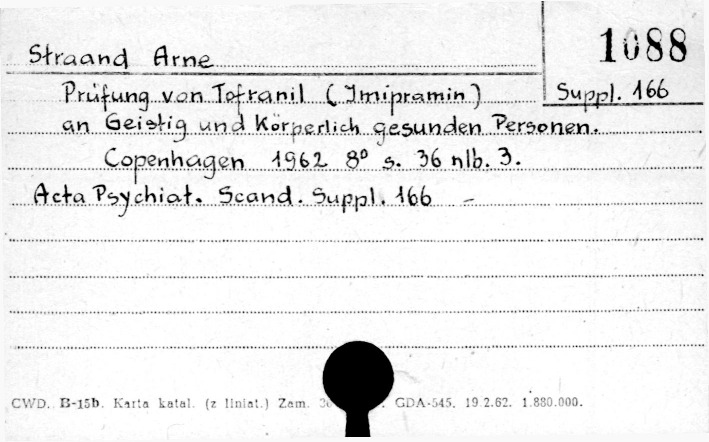 Straand Arne
1088
Suppl. 166
Prüfung von Tofranil (Imipramin)
an Geistig und Körperlich gesunden Personen.
Copenhagen 1962 8° s. 36 nlb. 3.
Acta Psychiat. Scand. Suppl. 166 -
CWD. B-15b. Karta katal. (z liniat.) Zam. GDA-545. 19.2.62. 1.880.000.